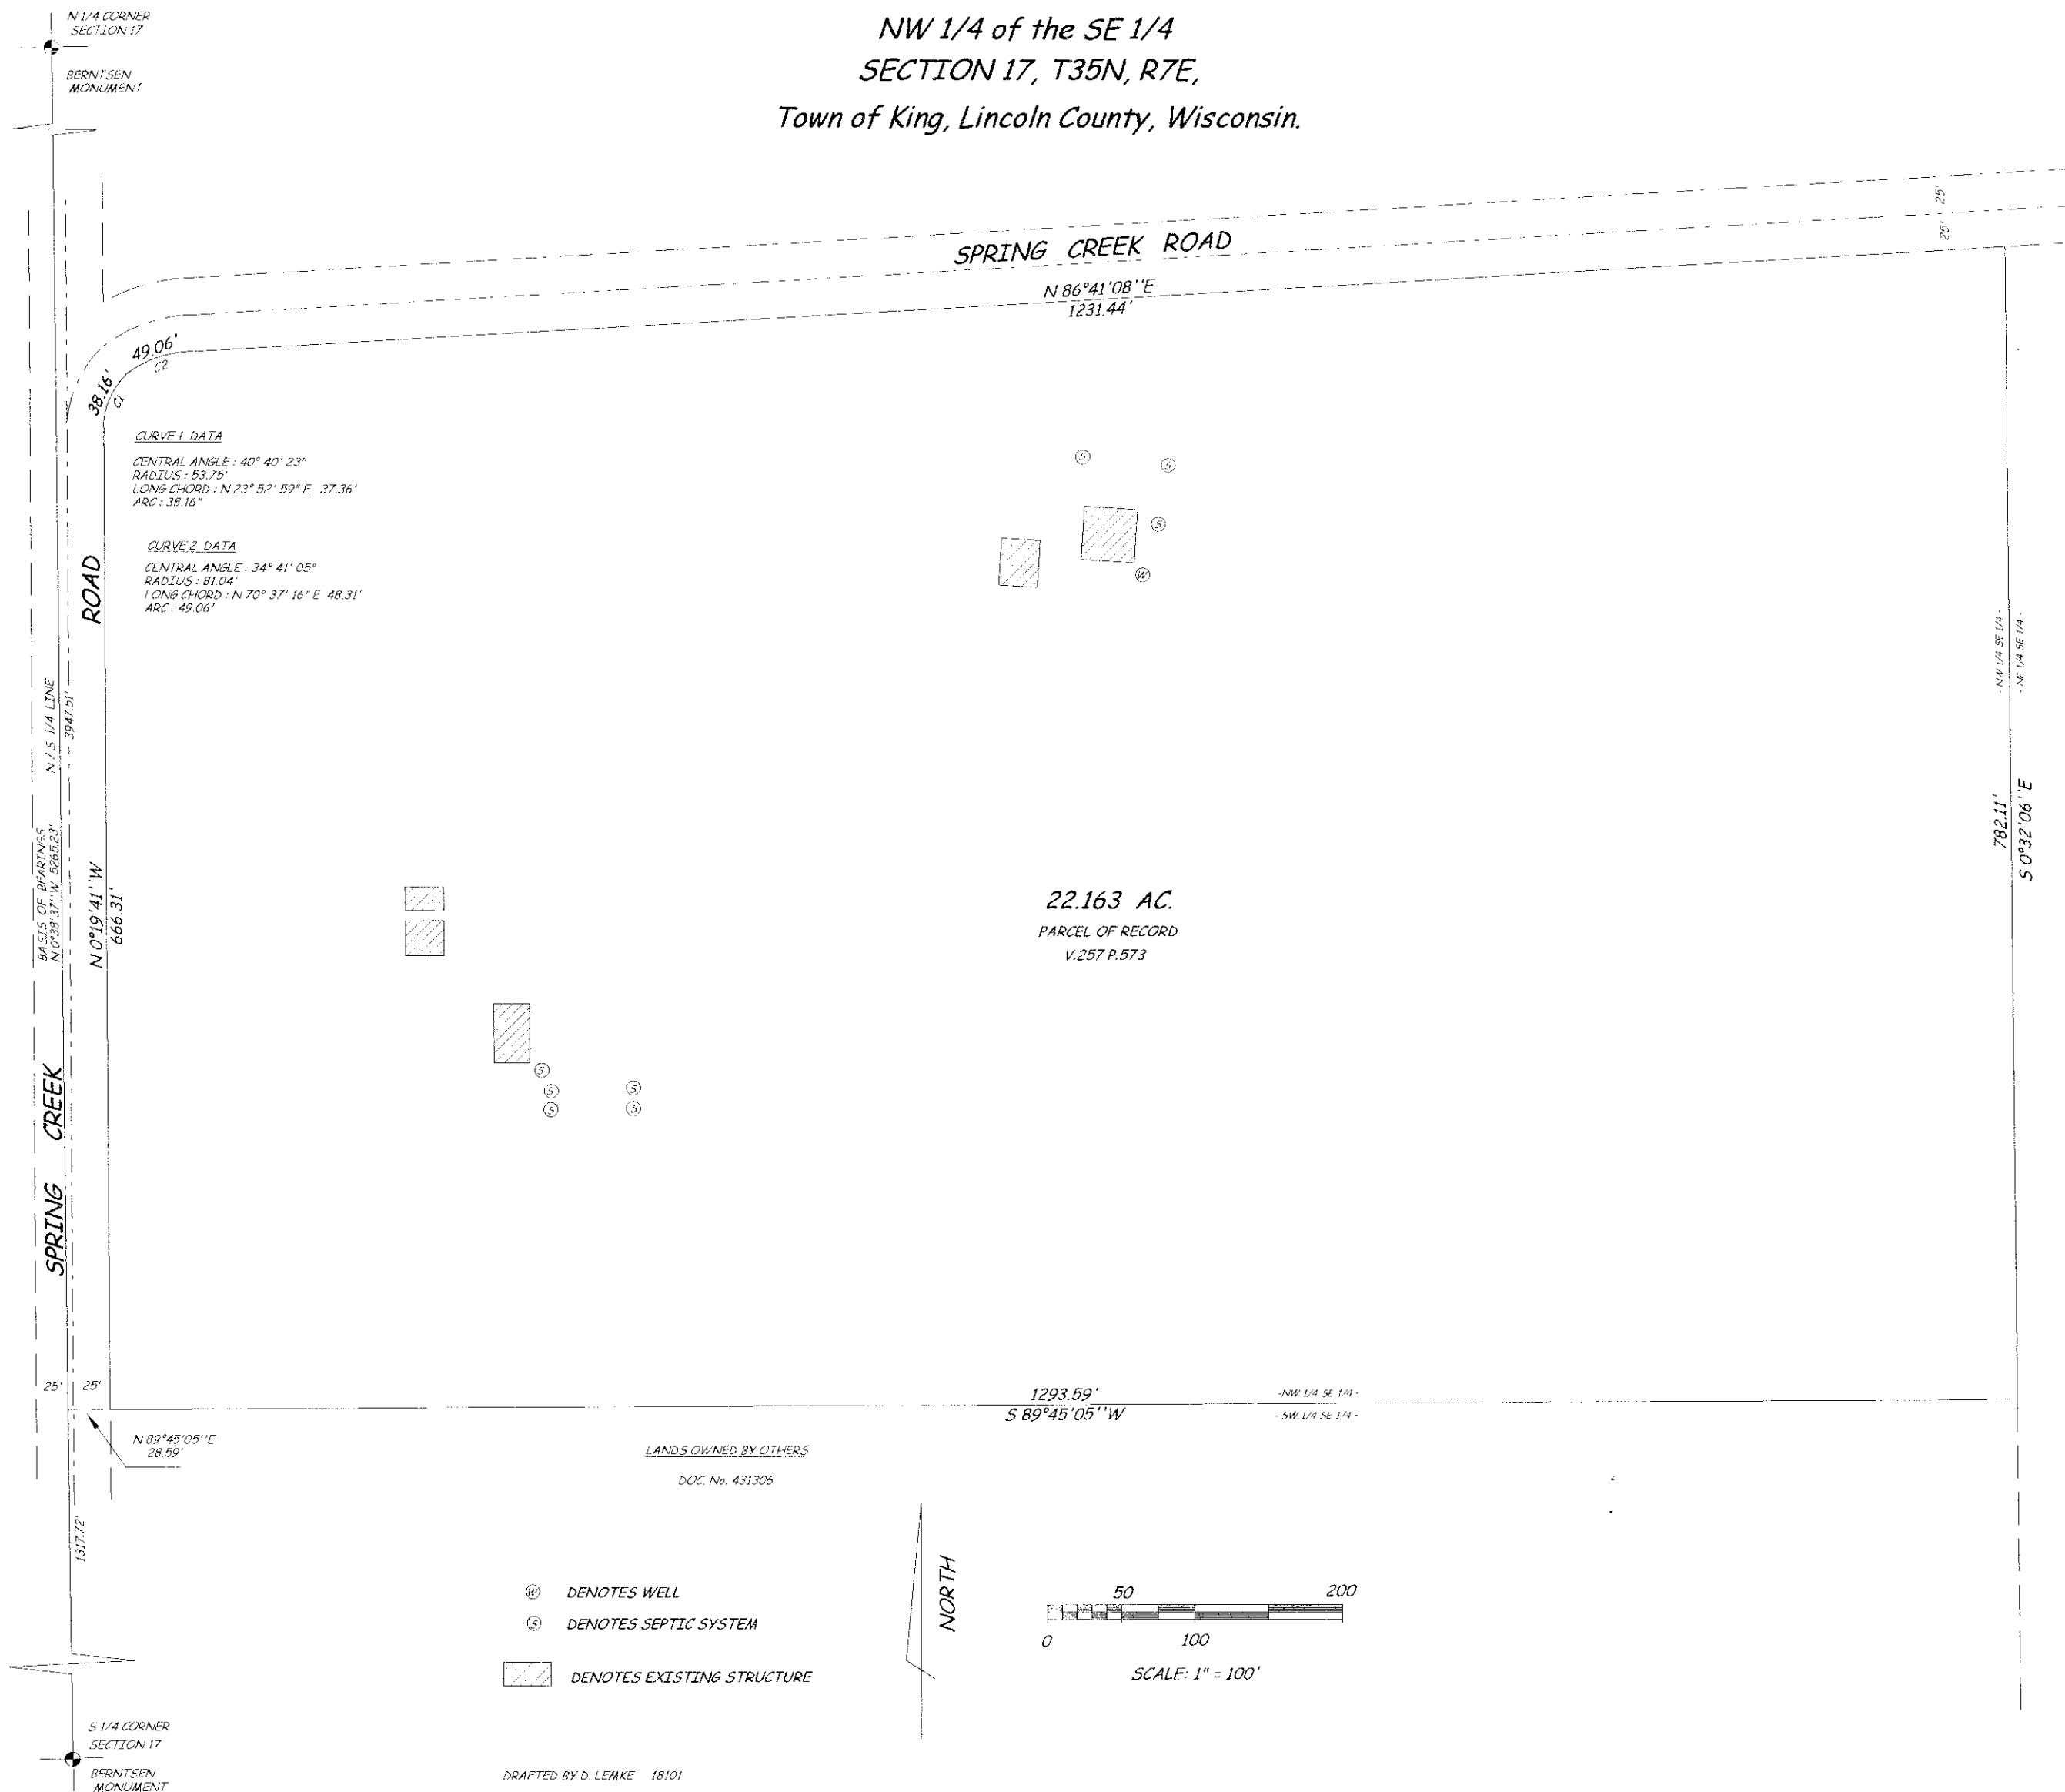 N 1/4 CORNER
SECTION 17
BERNTSEN
MONUMENT
NW 1/4 of the SE 1/4
SECTION 17, T35N, R7E,
Town of King, Lincoln County, Wisconsin.
25' 25'
SPRING CREEK ROAD
N 86°41'08''E
1231.44'
49.06'
C2
38.16'
C1
CURVE 1 DATA
CENTRAL ANGLE : 40° 40' 23"
RADIUS : 53.75'
LONG CHORD : N 23° 52' 59" E 37.36'
ARC : 38.16"
CURVE 2 DATA
CENTRAL ANGLE : 34° 41' 05"
RADIUS : 81.04'
LONG CHORD : N 70° 37' 16" E 48.31'
ARC : 49.06'
S
S
S
W
- NW 1/4 SE 1/4 -
- NE 1/4 SE 1/4 -
782.11'
S 0°32'06''E
N / S 1/4 LINE
3947.51'
BASIS OF BEARINGS
N 0°38'37''W 5265.23'
N 0°19'41''W
666.31'
SPRING CREEK ROAD
22.163 AC.
PARCEL OF RECORD
V.257 P.573
S
S
S
S
S
25' 25'
N 89°45'05''E
28.59'
1293.59'
S 89°45'05''W
-NW 1/4 SE 1/4 -
- SW 1/4 SE 1/4 -
LANDS OWNED BY OTHERS
DOC. No. 431306
1317.72'
W DENOTES WELL
S DENOTES SEPTIC SYSTEM
DENOTES EXISTING STRUCTURE
NORTH
50 200
0 100
SCALE: 1" = 100'
S 1/4 CORNER
SECTION 17
BERNTSEN
MONUMENT
DRAFTED BY D. LEMKE 18101